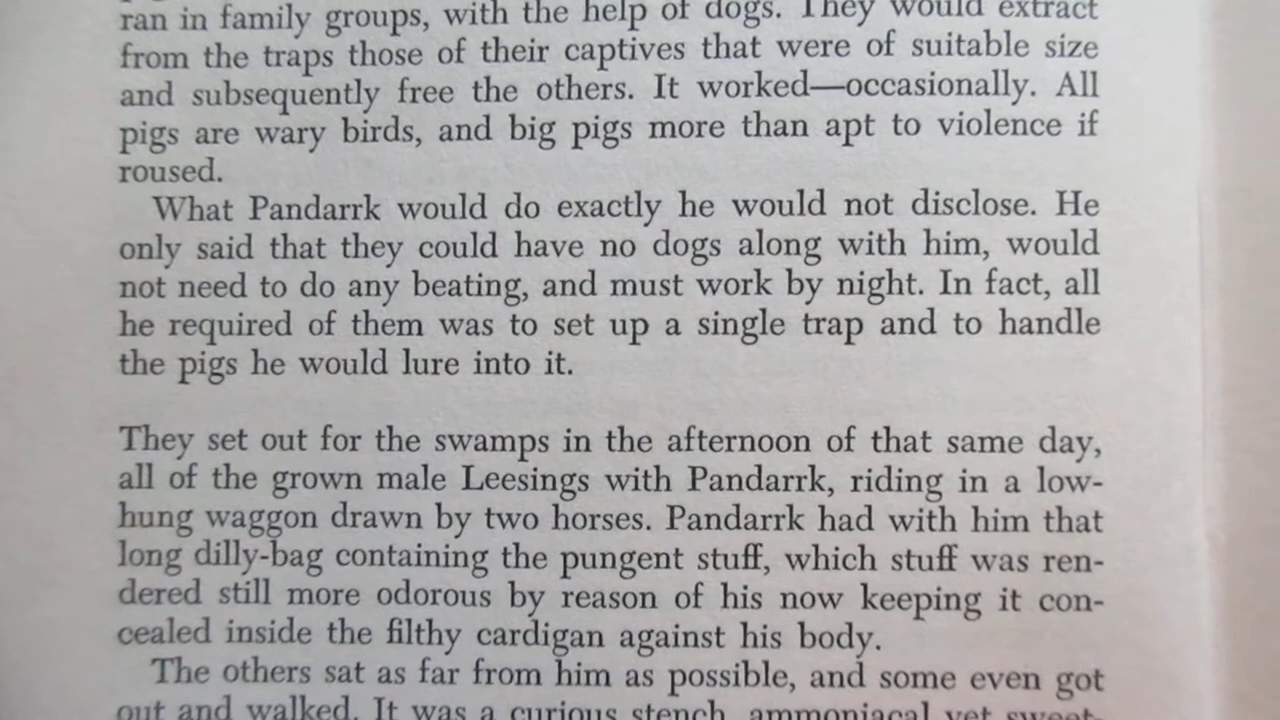 ran in family groups, with the help of dogs. They would extract
from the traps those of their captives that were of suitable size
and subsequently free the others. It worked—occasionally. All
pigs are wary birds, and big pigs more than apt to violence if
roused.
What Pandarrk would do exactly he would not disclose. He
only said that they could have no dogs along with him, would
not need to do any beating, and must work by night. In fact, all
he required of them was to set up a single trap and to handle
the pigs he would lure into it.
They set out for the swamps in the afternoon of that same day,
all of the grown male Leesings with Pandarrk, riding in a low-
hung waggon drawn by two horses. Pandarrk had with him that
long dilly-bag containing the pungent stuff, which stuff was ren-
dered still more odorous by reason of his now keeping it con-
cealed inside the filthy cardigan against his body.
The others sat as far from him as possible, and some even got
out and walked. It was a curious stench, ammoniacal yet sweet-